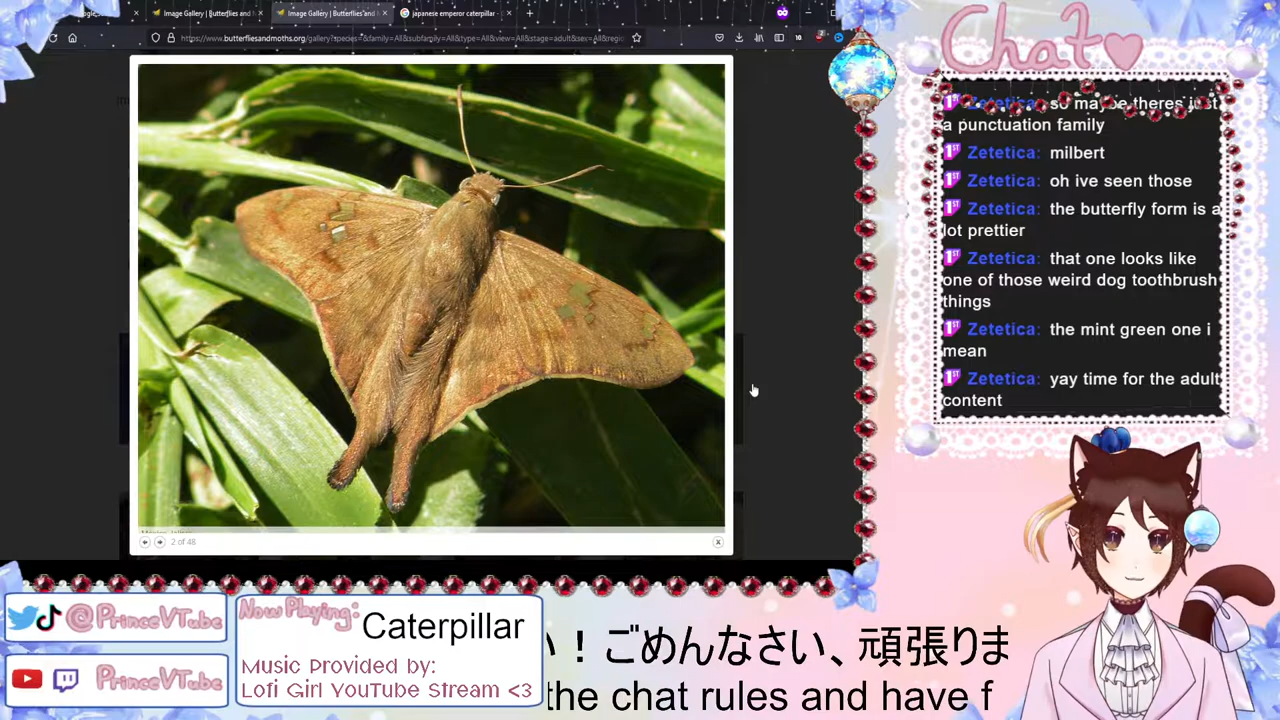 Image Gallery | Butterflies and
Image Gallery | Butterflies and
japanese emperor caterpillar -
https://www.butterfliesandmoths.org/gallery?species=&family=All&subfamily=All&type=All&view=All&stage=adult&sex=All&regio
2 of 48
X
Chat
Zetetica: so maybe theres just
a punctuation family
Zetetica: milbert
Zetetica: oh ive seen those
Zetetica: the butterfly form is a
lot prettier
Zetetica: that one looks like
one of those weird dog toothbrush
things
Zetetica: the mint green one i
mean
Zetetica: yay time for the adult
content
@PrinceVTube
PrinceVTube
Now Playing:
Caterpillar
Music Provided by:
Lofi Girl YouTube Stream <3
い！ごめんなさい、頑張りま
the chat rules and have f